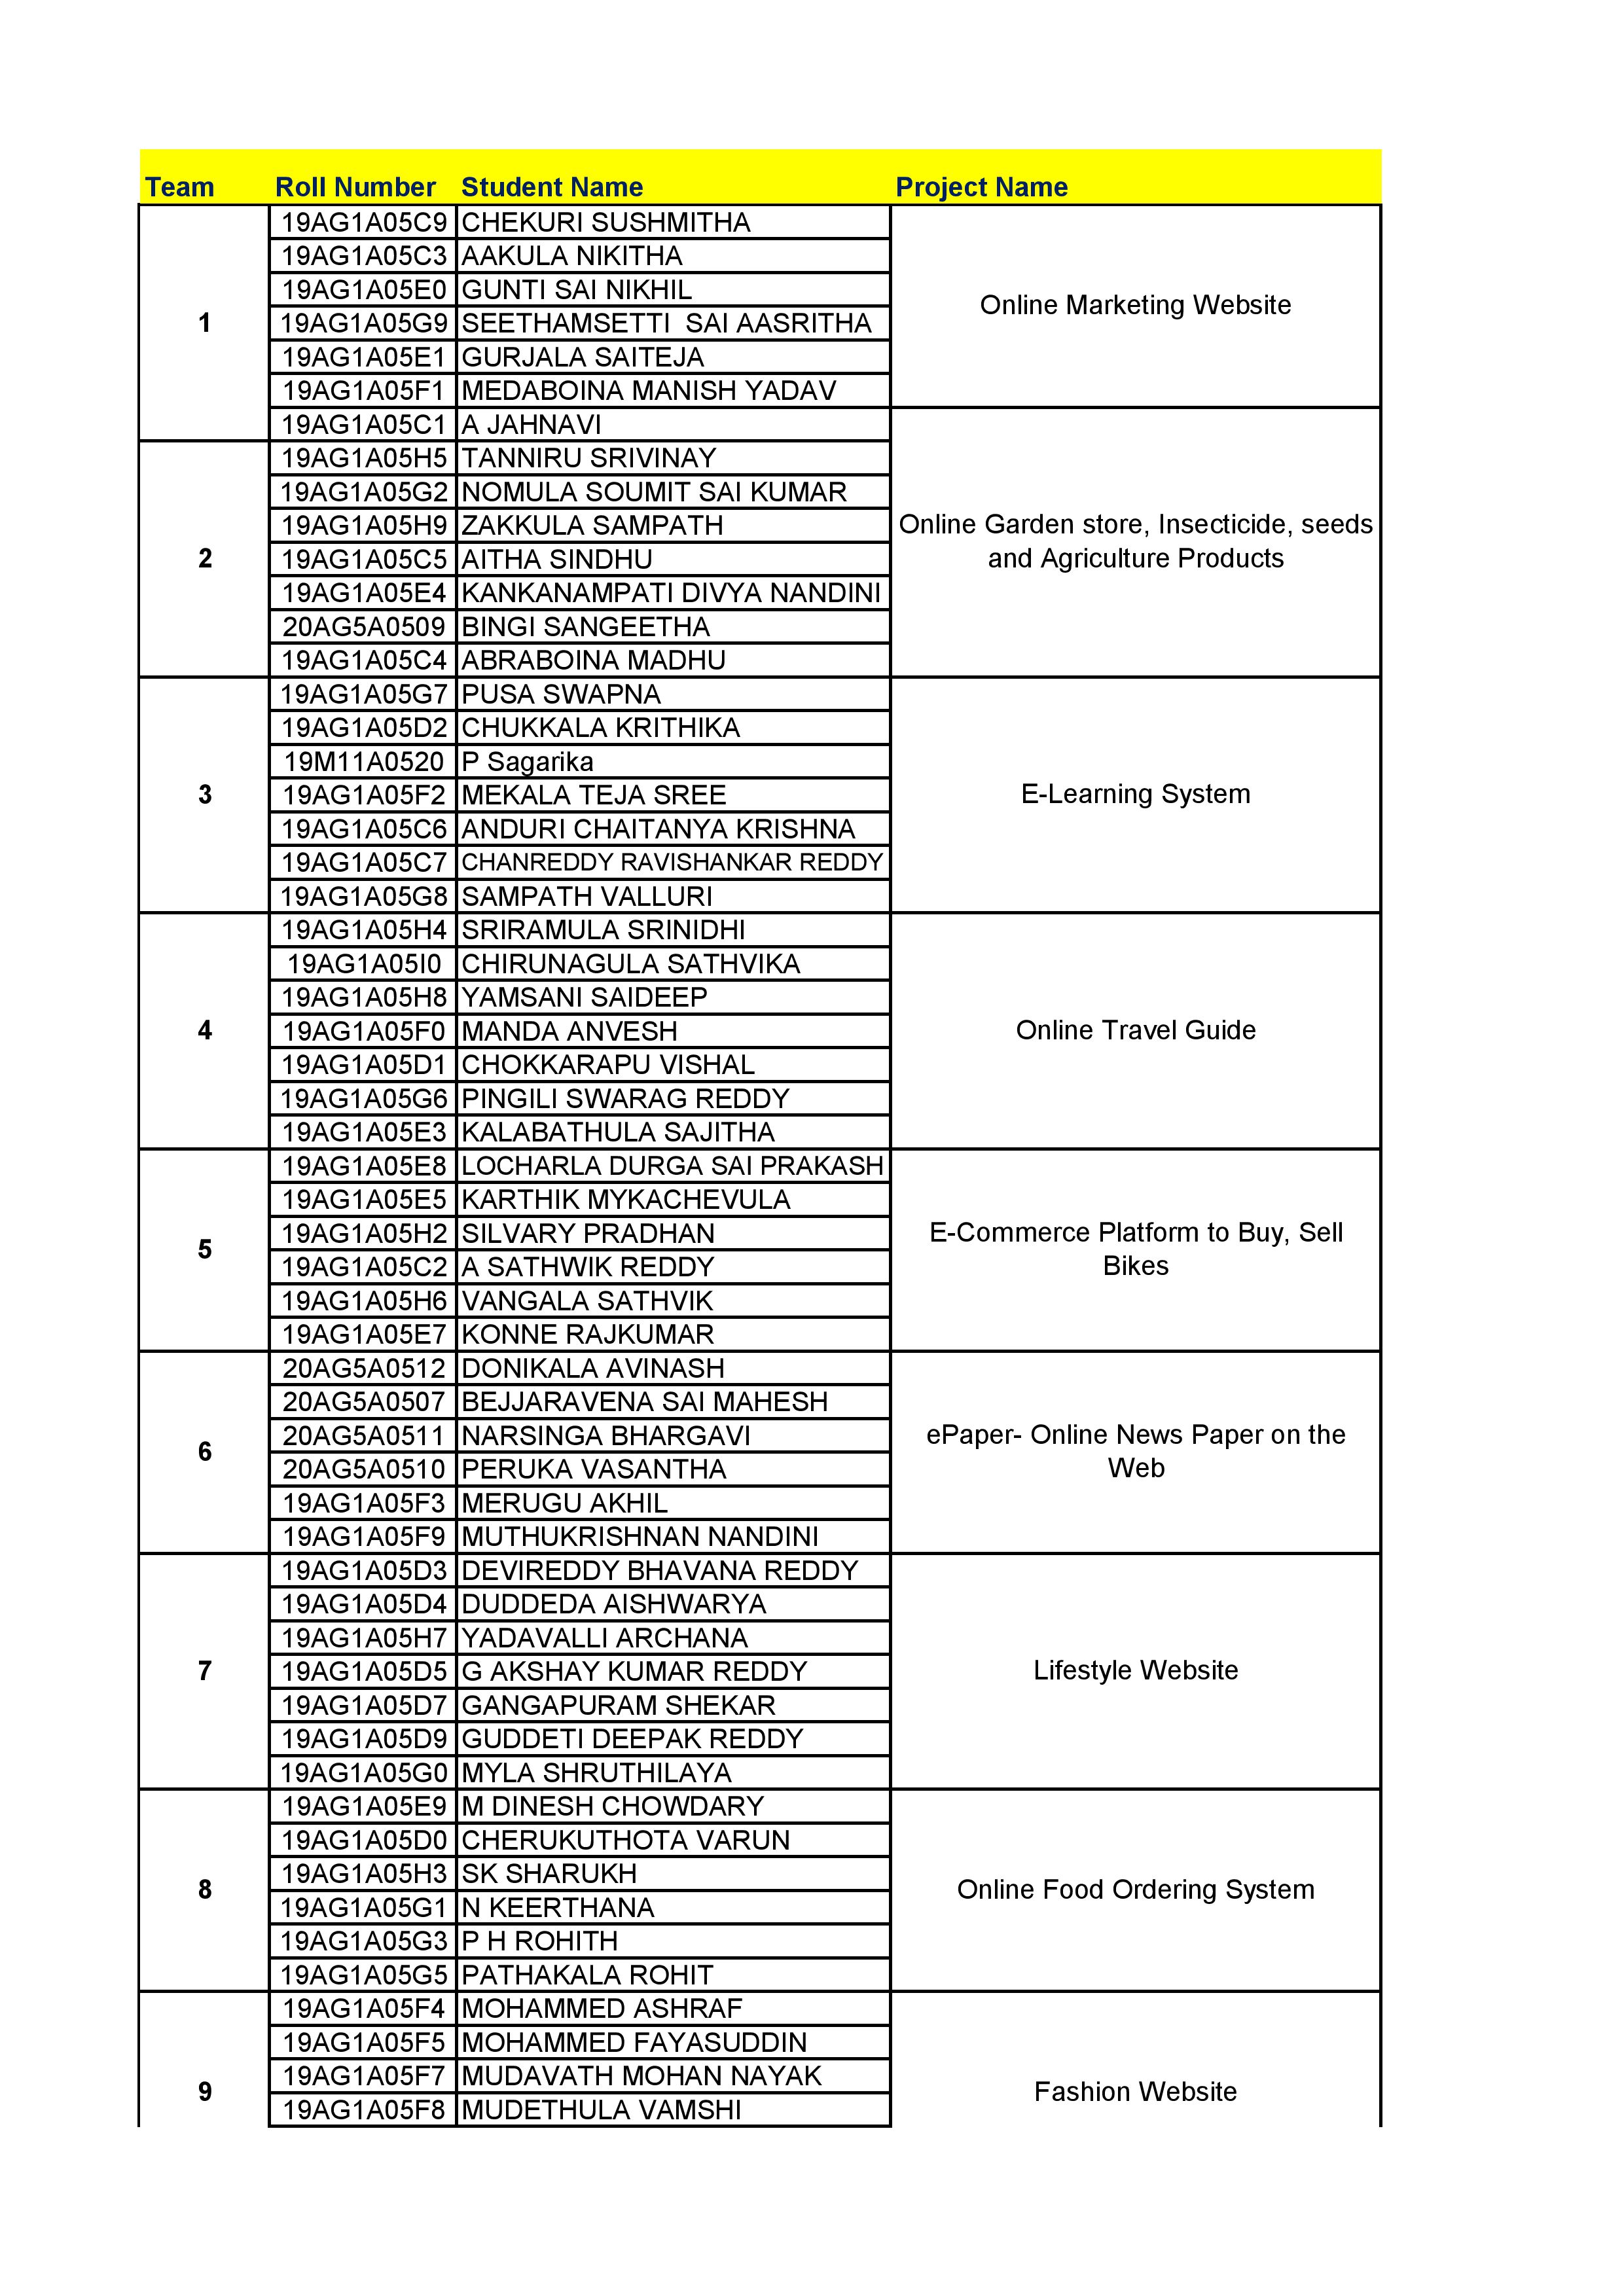 Team Roll Number Student Name Project Name
19AG1A05C9 CHEKURI SUSHMITHA
19AG1A05C3 AAKULA NIKITHA
19AG1A05E0 GUNTI SAI NIKHIL
Online Marketing Website
1 19AG1A05G9 SEETHAMSETTI  SAI AASRITHA
19AG1A05E1 GURJALA SAITEJA
19AG1A05F1 MEDABOINA MANISH YADAV
19AG1A05C1 A JAHNAVI
19AG1A05H5 TANNIRU SRIVINAY
19AG1A05G2 NOMULA SOUMIT SAI KUMAR
19AG1A05H9 ZAKKULA SAMPATH Online Garden store, Insecticide, seeds
2 19AG1A05C5 AITHA SINDHU and Agriculture Products
19AG1A05E4 KANKANAMPATI DIVYA NANDINI
20AG5A0509 BINGI SANGEETHA
19AG1A05C4 ABRABOINA MADHU
19AG1A05G7 PUSA SWAPNA
19AG1A05D2 CHUKKALA KRITHIKA
19M11A0520 P Sagarika
3 19AG1A05F2 MEKALA TEJA SREE E-Learning System
19AG1A05C6 ANDURI CHAITANYA KRISHNA
19AG1A05C7 CHANREDDY RAVISHANKAR REDDY
19AG1A05G8 SAMPATH VALLURI
19AG1A05H4 SRIRAMULA SRINIDHI
19AG1A05I0 CHIRUNAGULA SATHVIKA
19AG1A05H8 YAMSANI SAIDEEP
4 19AG1A05F0 MANDA ANVESH Online Travel Guide
19AG1A05D1 CHOKKARAPU VISHAL
19AG1A05G6 PINGILI SWARAG REDDY
19AG1A05E3 KALABATHULA SAJITHA
19AG1A05E8 LOCHARLA DURGA SAI PRAKASH
19AG1A05E5 KARTHIK MYKACHEVULA
19AG1A05H2 SILVARY PRADHAN E-Commerce Platform to Buy, Sell
5
19AG1A05C2 A SATHWIK REDDY Bikes
19AG1A05H6 VANGALA SATHVIK
19AG1A05E7 KONNE RAJKUMAR
20AG5A0512 DONIKALA AVINASH
20AG5A0507 BEJJARAVENA SAI MAHESH
20AG5A0511 NARSINGA BHARGAVI ePaper- Online News Paper on the
6
20AG5A0510 PERUKA VASANTHA Web
19AG1A05F3 MERUGU AKHIL
19AG1A05F9 MUTHUKRISHNAN NANDINI
19AG1A05D3 DEVIREDDY BHAVANA REDDY
19AG1A05D4 DUDDEDA AISHWARYA
19AG1A05H7 YADAVALLI ARCHANA
7 19AG1A05D5 G AKSHAY KUMAR REDDY Lifestyle Website
19AG1A05D7 GANGAPURAM SHEKAR
19AG1A05D9 GUDDETI DEEPAK REDDY
19AG1A05G0 MYLA SHRUTHILAYA
19AG1A05E9 M DINESH CHOWDARY
19AG1A05D0 CHERUKUTHOTA VARUN
19AG1A05H3 SK SHARUKH
8 Online Food Ordering System
19AG1A05G1 N KEERTHANA
19AG1A05G3 P H ROHITH
19AG1A05G5 PATHAKALA ROHIT
19AG1A05F4 MOHAMMED ASHRAF
19AG1A05F5 MOHAMMED FAYASUDDIN
19AG1A05F7 MUDAVATH MOHAN NAYAK
9 Fashion Website
19AG1A05F8 MUDETHULA VAMSHI